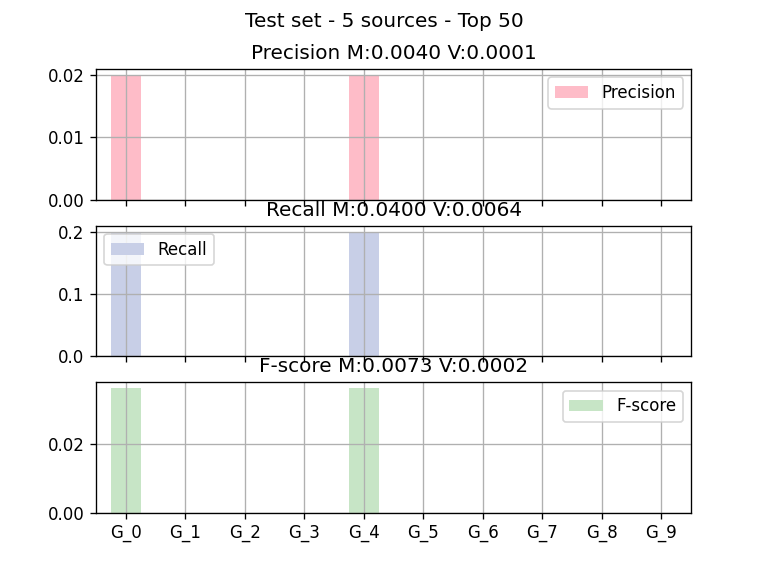 Test set - 5 sources - Top 50
Precision M:0.0040 V:0.0001
0.02
Precision
0.01
0.00
Recall M:0.0400 V:0.0064
0.2
Recall
0.1
0.0
F-score M:0.0073 V:0.0002
F-score
0.02
0.00
G_0 G_1 G_2 G_3 G_4 G_5 G_6 G_7 G_8 G_9